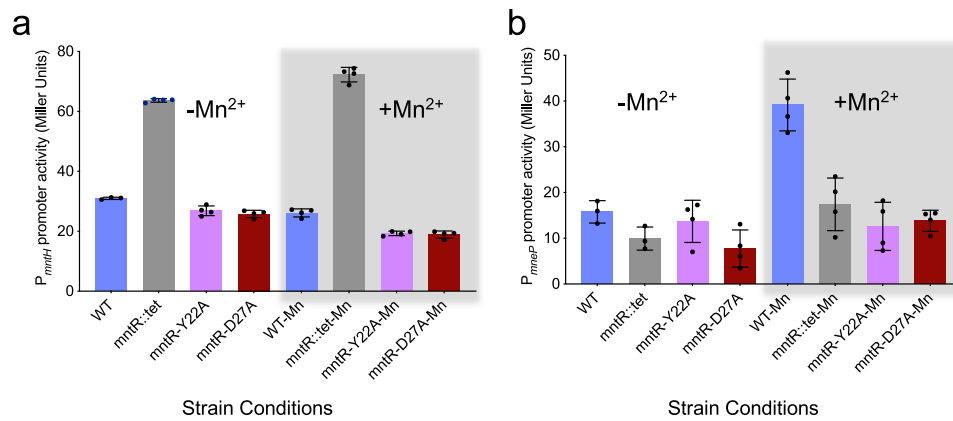 a
P mntH promoter activity (Miller Units)
80
60
40
20
0
-Mn2+
+Mn2+
WT
mntR::tet
mntR-Y22A
mntR-D27A
WT-Mn
mntR::tet-Mn
mntR-Y22A-Mn
mntR-D27A-Mn
Strain Conditions
b
P mneP promoter activity (Miller Units)
50
40
30
20
10
0
-Mn2+
+Mn2+
WT
mntR::tet
mntR-Y22A
mntR-D27A
WT-Mn
mntR::tet-Mn
mntR-Y22A-Mn
mntR-D27A-Mn
Strain Conditions